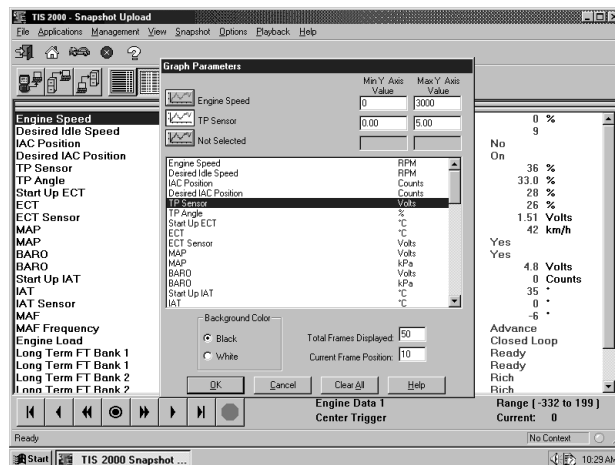 TIS 2000 - Snapshot Upload
File Applications Management View Snapshot Options Playback Help
Graph Parameters
Min Y Axis Value Max Y Axis Value
Engine Speed 0 3000
TP Sensor 0.00 5.00
Not Selected
Engine Speed RPM
Desired Idle Speed RPM
IAC Position Counts
Desired IAC Position Counts
TP Sensor Volts
TP Angle %
Start Up ECT °C
ECT °C
ECT Sensor Volts
MAP Volts
MAP kPa
BARO Volts
BARO kPa
Start Up IAT °C
IAT °C
Background Color
Black
White
Total Frames Displayed: 50
Current Frame Position: 10
OK Cancel Clear All Help
Engine Speed 0 %
Desired Idle Speed 9
IAC Position No
Desired IAC Position On
TP Sensor 36 %
TP Angle 33.0 %
Start Up ECT 28 %
ECT 26 %
ECT Sensor 1.51 Volts
MAP 42 km/h
MAP Yes
BARO Yes
BARO 4.8 Volts
Start Up IAT 0 Counts
IAT 35 °
IAT Sensor 0 °
MAF -6 °
MAF Frequency Advance
Engine Load Closed Loop
Long Term FT Bank 1 Ready
Long Term FT Bank 1 Ready
Long Term FT Bank 2 Rich
Long Term FT Bank 2 Rich
Engine Data 1 Range ( -332 to 199 )
Center Trigger Current: 0
Ready No Context
Start TIS 2000 Snapshot ... 10:29 AM